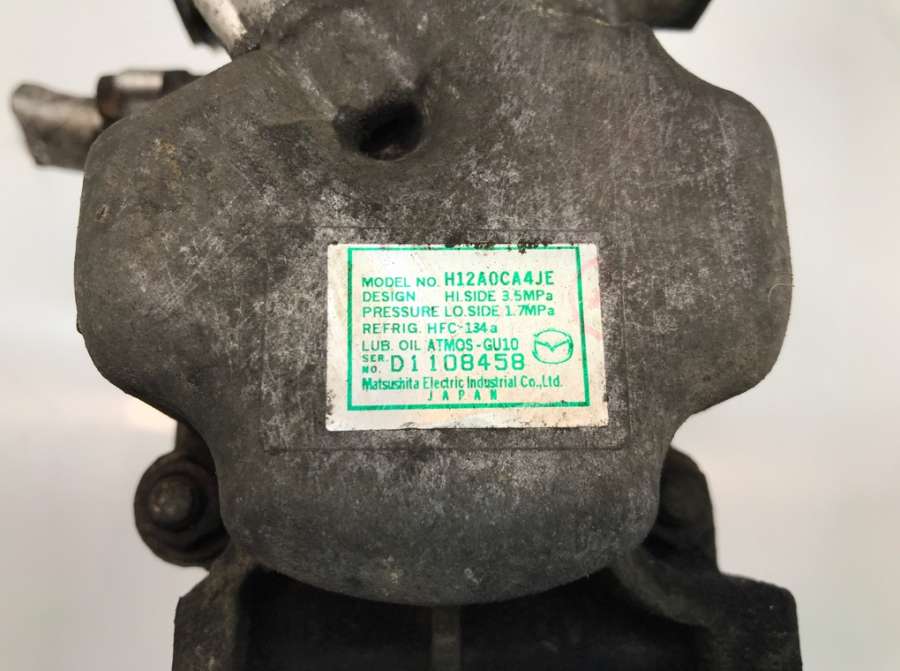 MODEL NO. H12A0CA4JE
DESIGN HI.SIDE 3.5MPa
PRESSURE LO.SIDE 1.7MPa
REFRIG. HFC-134a
LUB. OIL ATMOS-GU10
SER. NO. D1108458
Matsushita Electric Industrial Co.,Ltd.
JAPAN